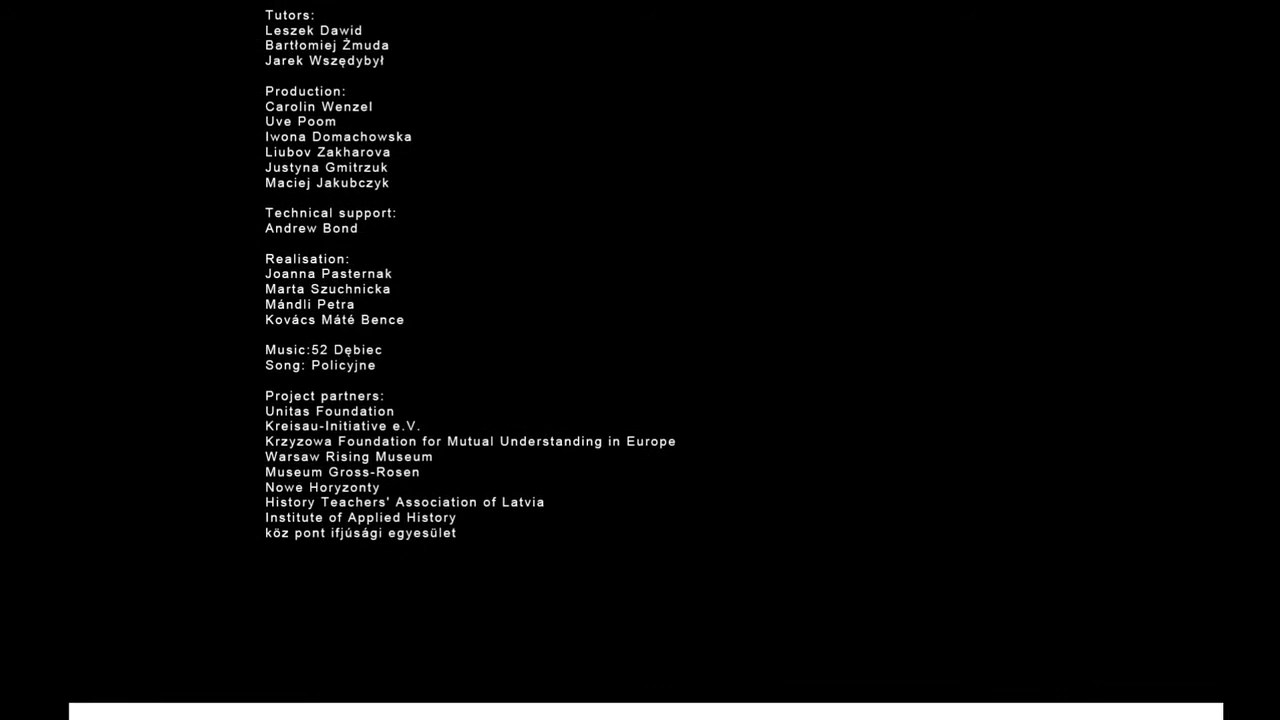 Tutors:
Leszek Dawid
Bartłomiej Żmuda
Jarek Wszędybył
Production:
Carolin Wenzel
Uve Poom
Iwona Domachowska
Liubov Zakharova
Justyna Gmitrzuk
Maciej Jakubczyk
Technical support:
Andrew Bond
Realisation:
Joanna Pasternak
Marta Szuchnicka
Mándli Petra
Kovács Máté Bence
Music:52 Dębiec
Song: Policyjne
Project partners:
Unitas Foundation
Kreisau-Initiative e.V.
Krzyzowa Foundation for Mutual Understanding in Europe
Warsaw Rising Museum
Museum Gross-Rosen
Nowe Horyzonty
History Teachers' Association of Latvia
Institute of Applied History
köz pont ifjúsági egyesület